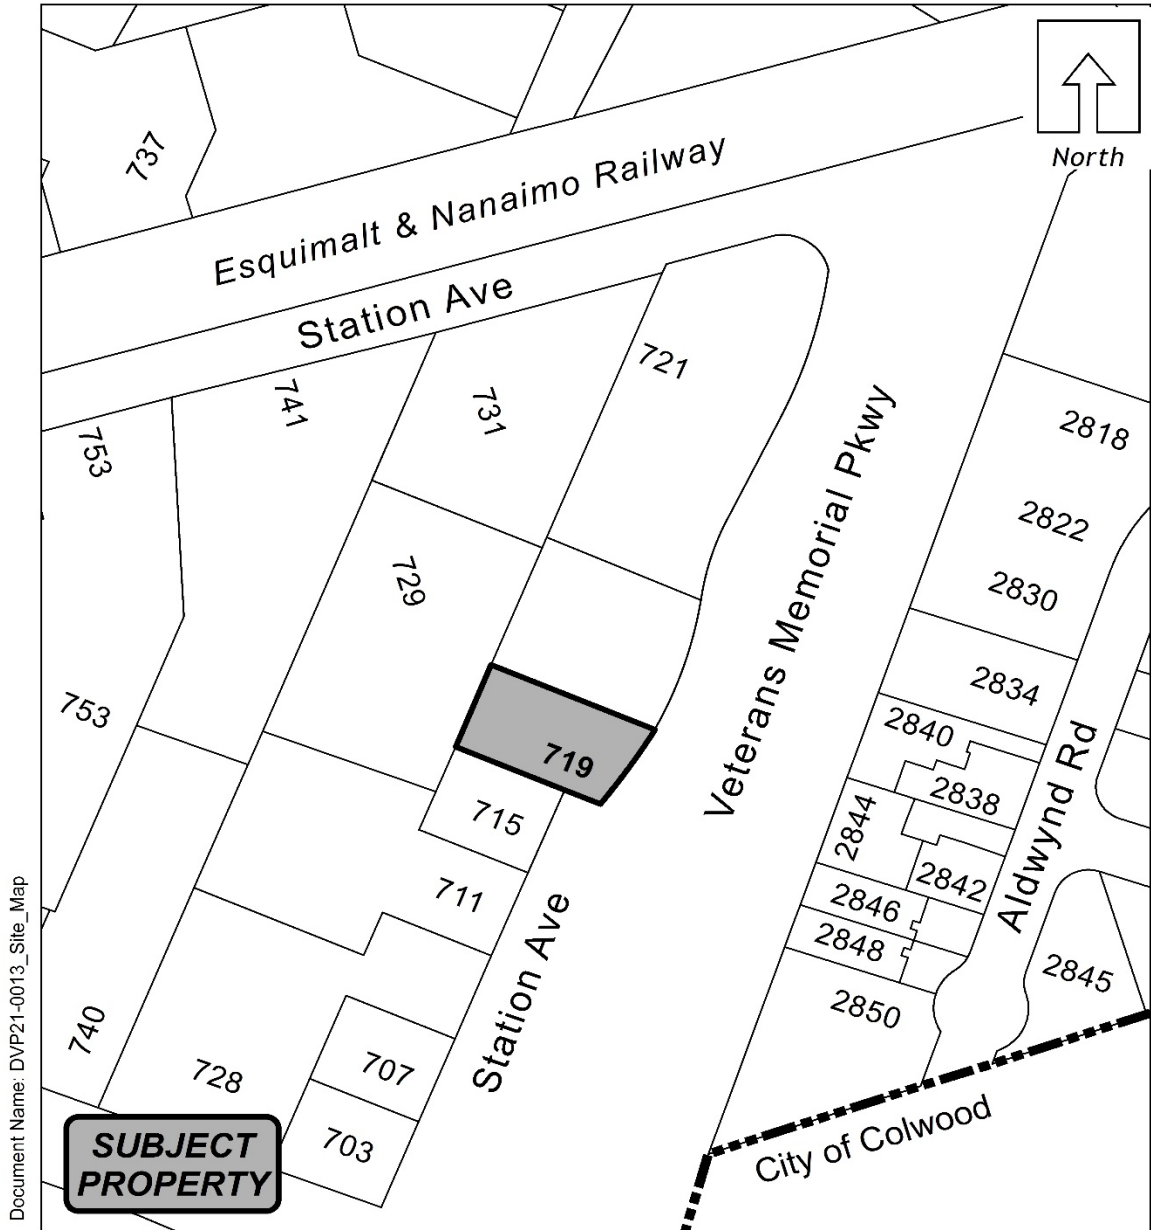 North
737
Esquimalt & Nanaimo Railway
Station Ave
721
741
731
753
2818
2822
729
2830
Veterans Memorial Pkwy
2834
753
2840
719
2838
715
2844
Aldwynd Rd
2842
711
2846
2848
2845
Station Ave
2850
740
707
728
703
City of Colwood
SUBJECT
PROPERTY
Document Name: DVP21-0013_Site_Map